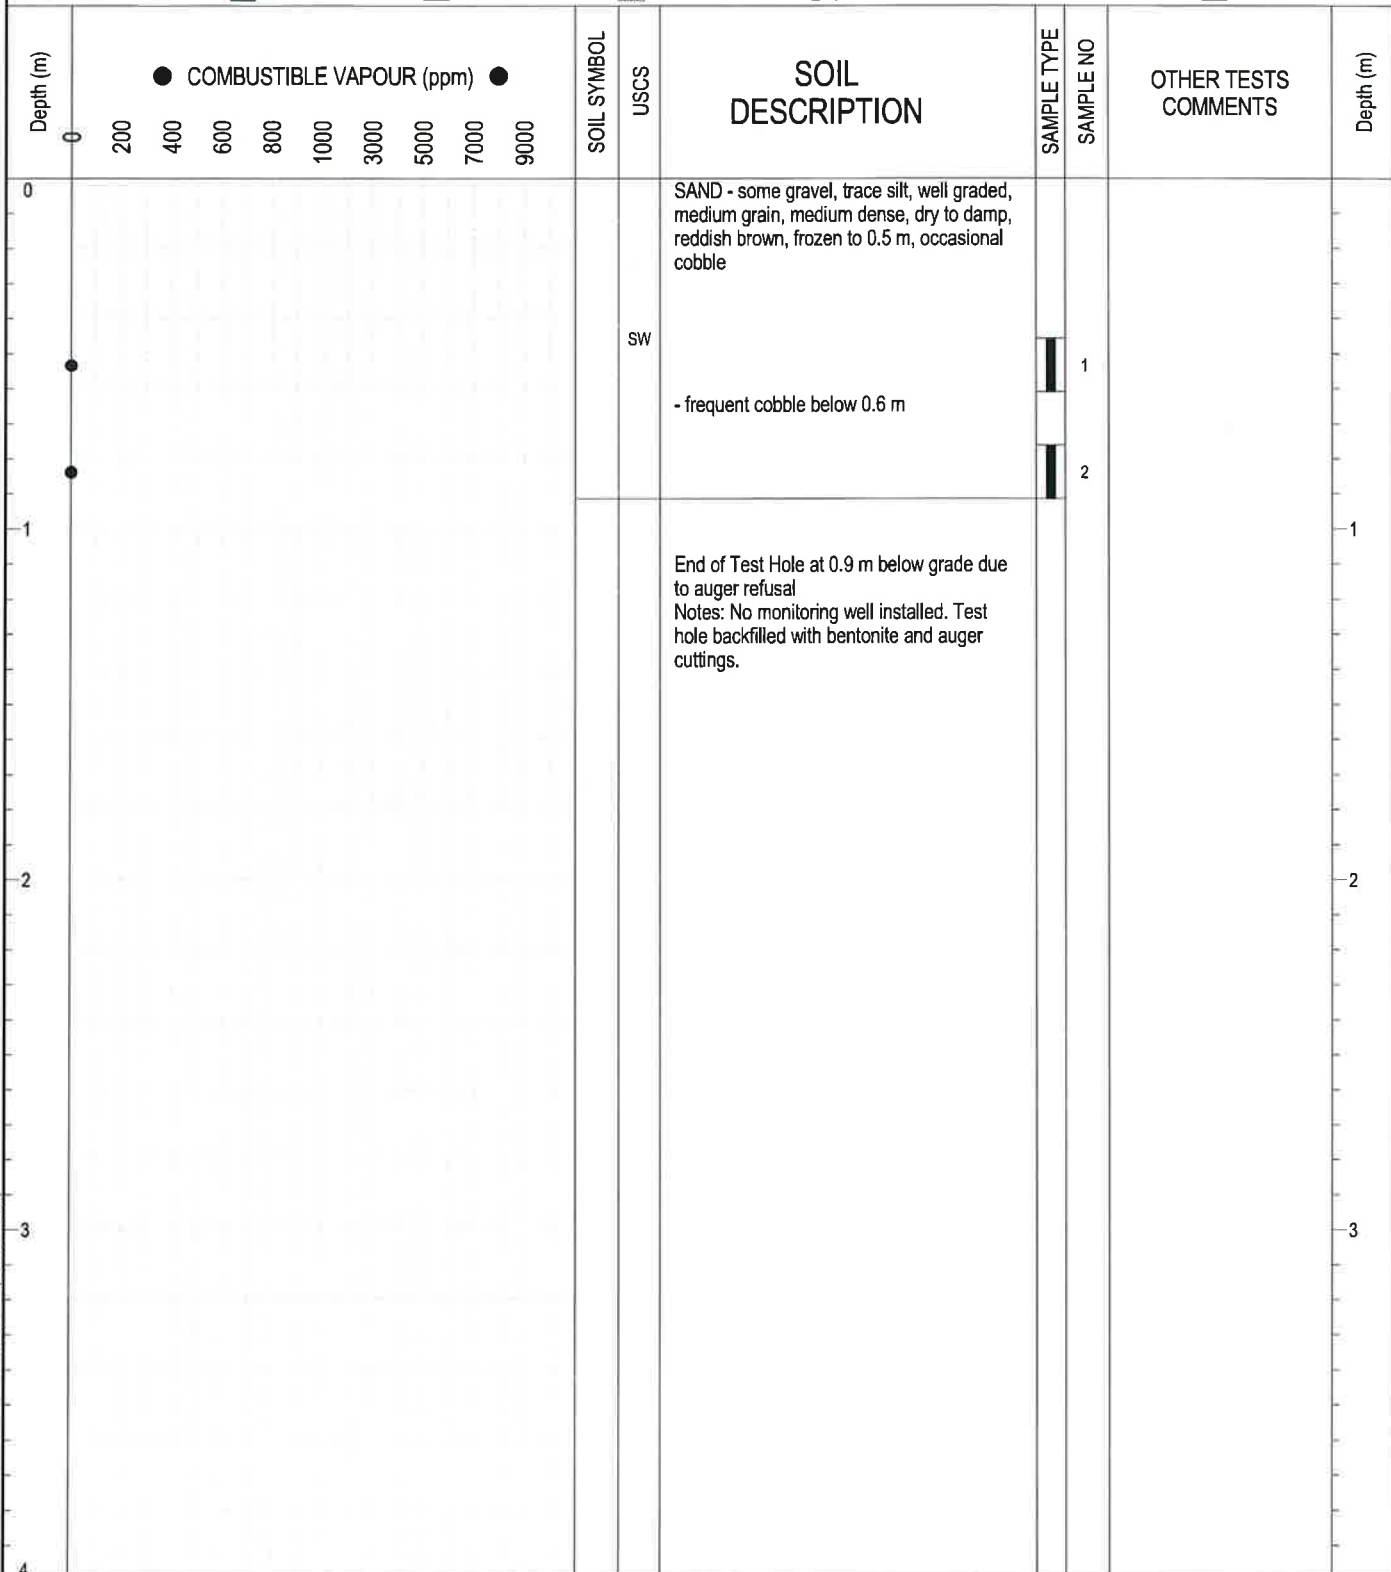 Depth (m)
● COMBUSTIBLE VAPOUR (ppm) ●
0 200 400 600 800 1000 3000 5000 7000 9000
SOIL SYMBOL
USCS
SOIL
DESCRIPTION
SAMPLE TYPE
SAMPLE NO
OTHER TESTS
COMMENTS
Depth (m)
0
SAND - some gravel, trace silt, well graded,
medium grain, medium dense, dry to damp,
reddish brown, frozen to 0.5 m, occasional
cobble
SW
1
- frequent cobble below 0.6 m
2
1
1
End of Test Hole at 0.9 m below grade due
to auger refusal
Notes: No monitoring well installed. Test
hole backfilled with bentonite and auger
cuttings.
2
2
3
3
4